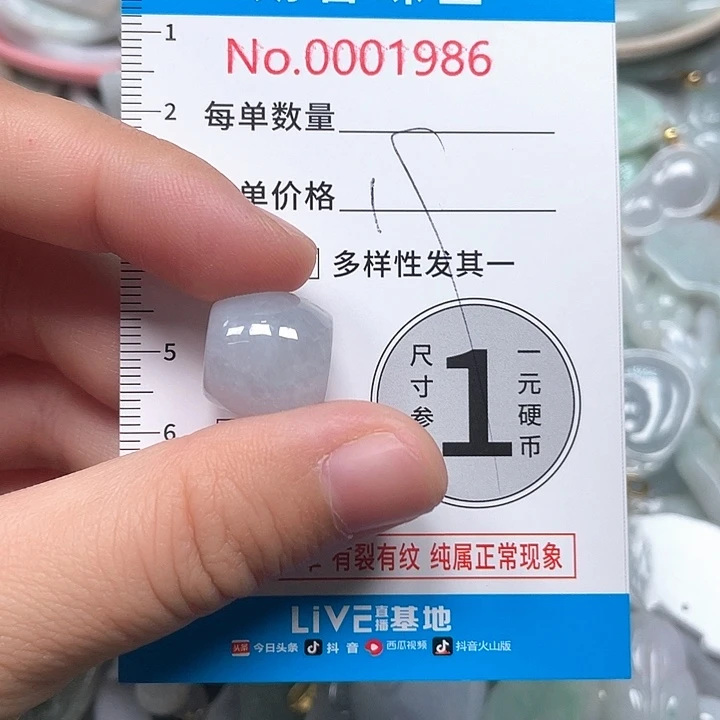 1
No.0001986
2
每单数量
单价格
多样性发其一
5
尺寸参
1
一元硬币
6
有裂有纹 纯属正常现象
LiVE直播基地
头条 今日头条 抖音 西瓜视频 抖音火山版